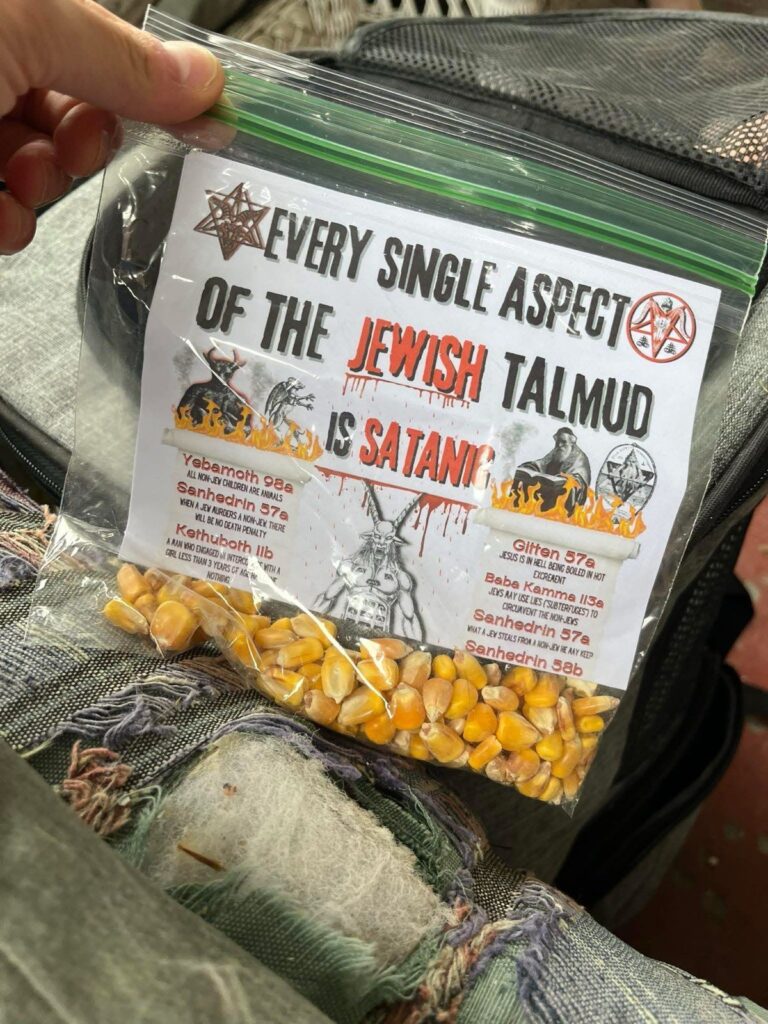 EVERY SINGLE ASPECT
OF THE JEWISH TALMUD
IS SATANIC
Yebamoth 98a
ALL NON-JEW CHILDREN ARE ANIMALS
Sanhedrin 57a
WHEN A JEW MURDERS A NON-JEW, THERE
WILL BE NO DEATH PENALTY
Kethuboth 11b
A MAN WHO ENGAGED IN INTERCOURSE WITH A
GIRL LESS THAN 3 YEARS OF AGE
NOTHING
Gitten 57a
JESUS IS IN HELL BEING BOILED IN HOT
EXCREMENT
Baba Kamma 113a
JEWS MAY USE LIES ("SUBTERFUGES") TO
CIRCUMVENT THE NON-JEWS
Sanhedrin 57a
WHAT A JEW STEALS FROM A NON-JEW HE MAY KEEP
Sanhedrin 58b